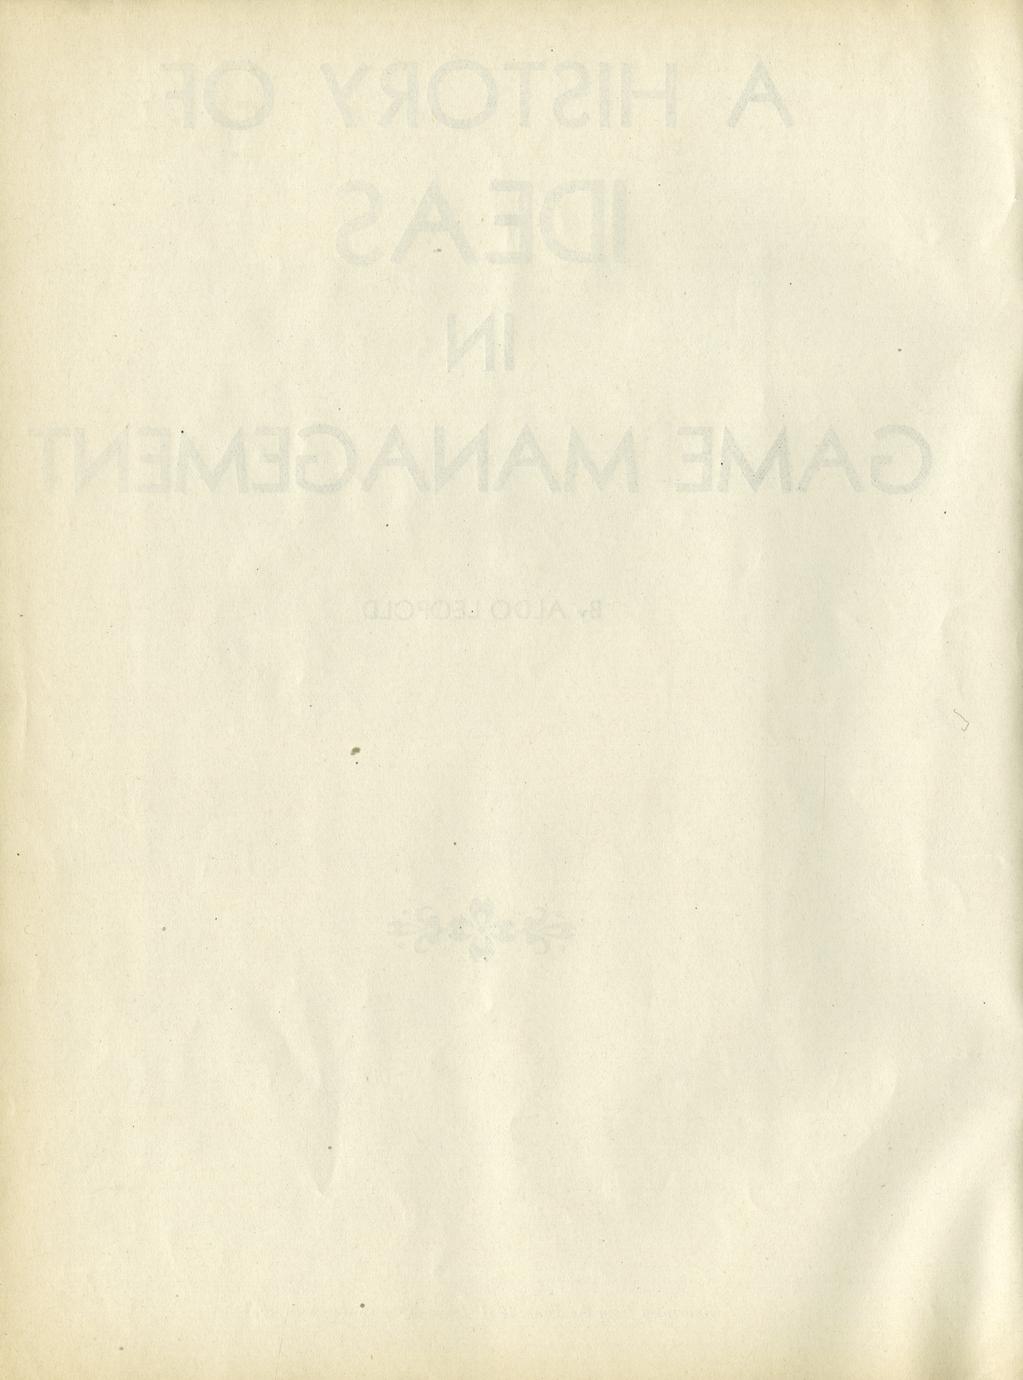 A HISTORY OF
IDEAS
IN
GAME MANAGEMENT
By ALDO LEOPOLD